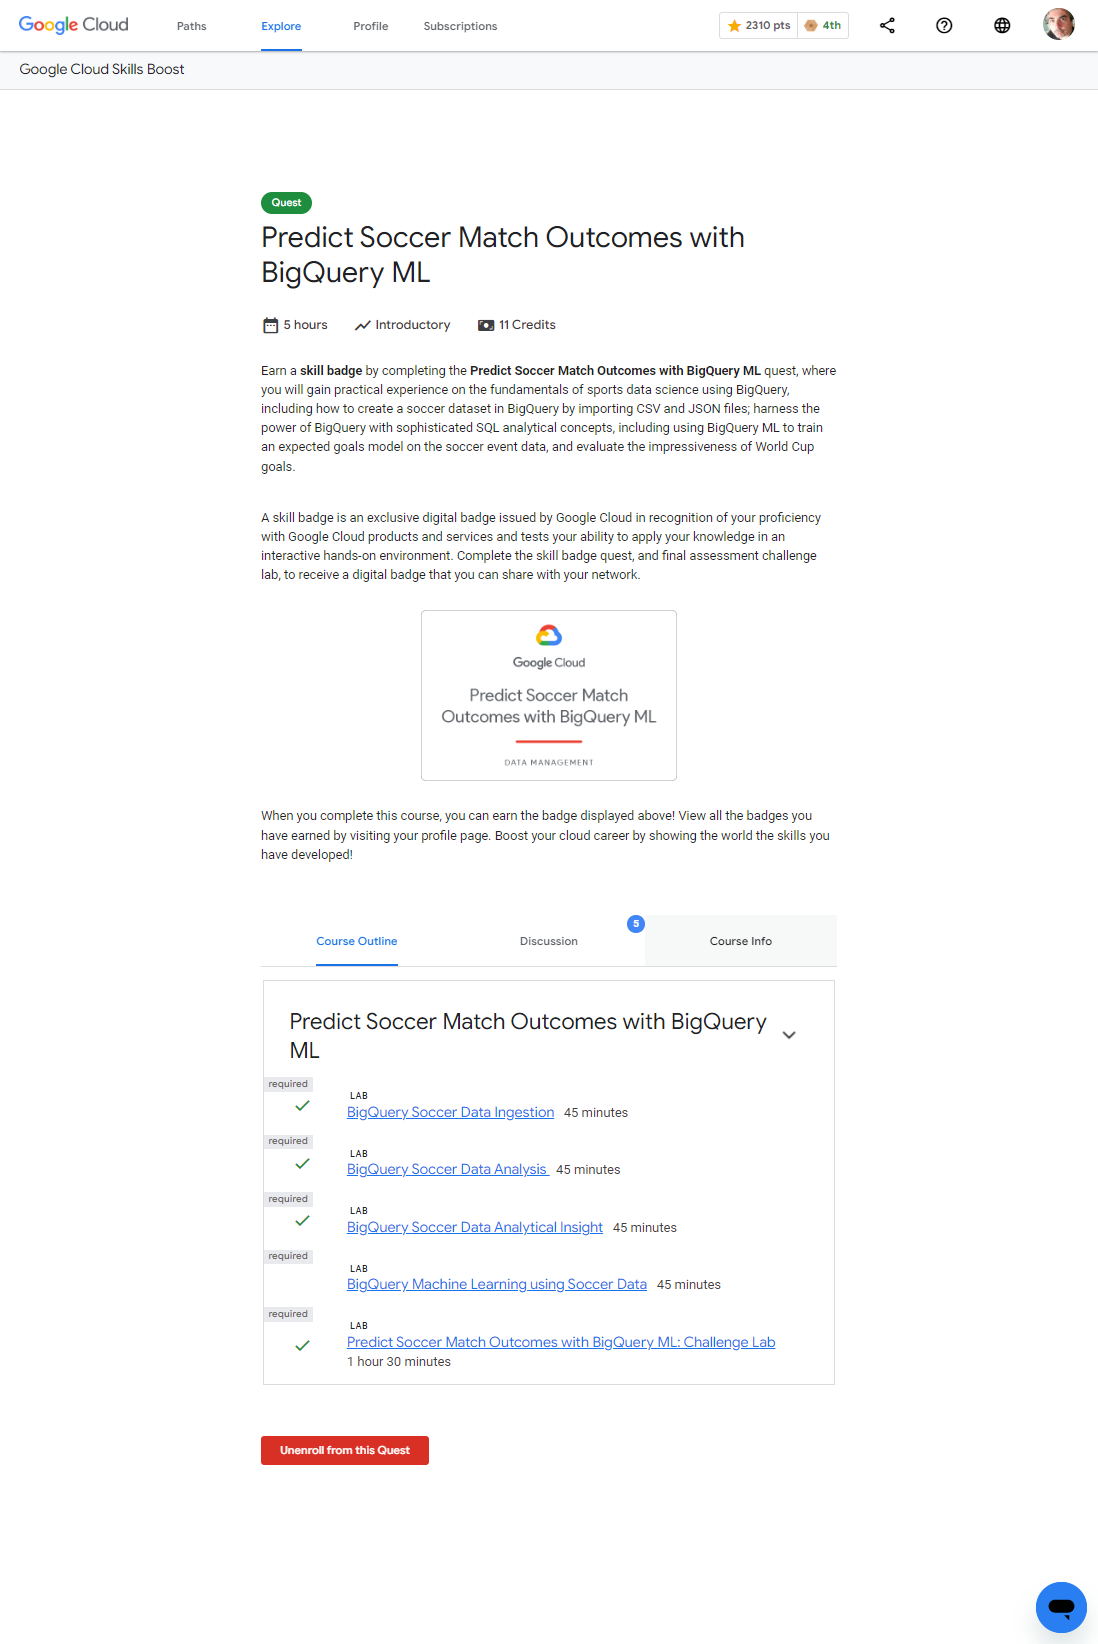 Google Cloud Paths Explore Profile Subscriptions 2310 pts 4th
Google Cloud Skills Boost
Quest
Predict Soccer Match Outcomes with
BigQuery ML
5 hours Introductory 11 Credits
Earn a skill badge by completing the Predict Soccer Match Outcomes with BigQuery ML quest, where
you will gain practical experience on the fundamentals of sports data science using BigQuery,
including how to create a soccer dataset in BigQuery by importing CSV and JSON files; harness the
power of BigQuery with sophisticated SQL analytical concepts, including using BigQuery ML to train
an expected goals model on the soccer event data, and evaluate the impressiveness of World Cup
goals.
A skill badge is an exclusive digital badge issued by Google Cloud in recognition of your proficiency
with Google Cloud products and services and tests your ability to apply your knowledge in an
interactive hands-on environment. Complete the skill badge quest, and final assessment challenge
lab, to receive a digital badge that you can share with your network.
Google Cloud
Predict Soccer Match
Outcomes with BigQuery ML
DATA MANAGEMENT
When you complete this course, you can earn the badge displayed above! View all the badges you
have earned by visiting your profile page. Boost your cloud career by showing the world the skills you
have developed!
5
Course Outline Discussion Course Info
Predict Soccer Match Outcomes with BigQuery
ML
required
LAB
BigQuery Soccer Data Ingestion 45 minutes
required
LAB
BigQuery Soccer Data Analysis 45 minutes
required
LAB
BigQuery Soccer Data Analytical Insight 45 minutes
required
LAB
BigQuery Machine Learning using Soccer Data 45 minutes
required
LAB
Predict Soccer Match Outcomes with BigQuery ML: Challenge Lab
1 hour 30 minutes
Unenroll from this Quest